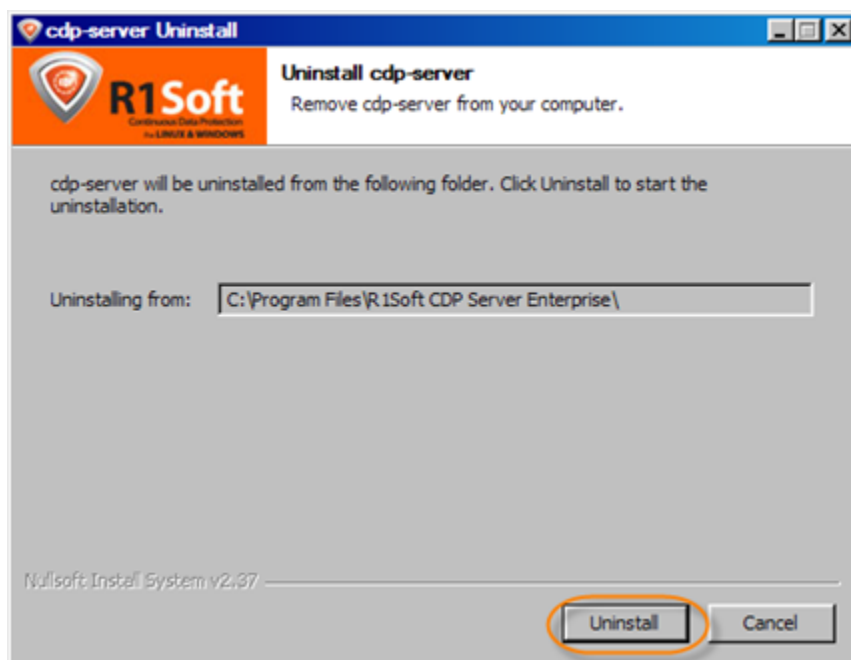 cdp-server Uninstall
R1Soft
Continuous Data Protection
For LINUX & WINDOWS
Uninstall cdp-server
Remove cdp-server from your computer.
cdp-server will be uninstalled from the following folder. Click Uninstall to start the
uninstallation.
Uninstalling from: C:\Program Files\R1Soft CDP Server Enterprise\
Nullsoft Install System v2.37
Uninstall Cancel